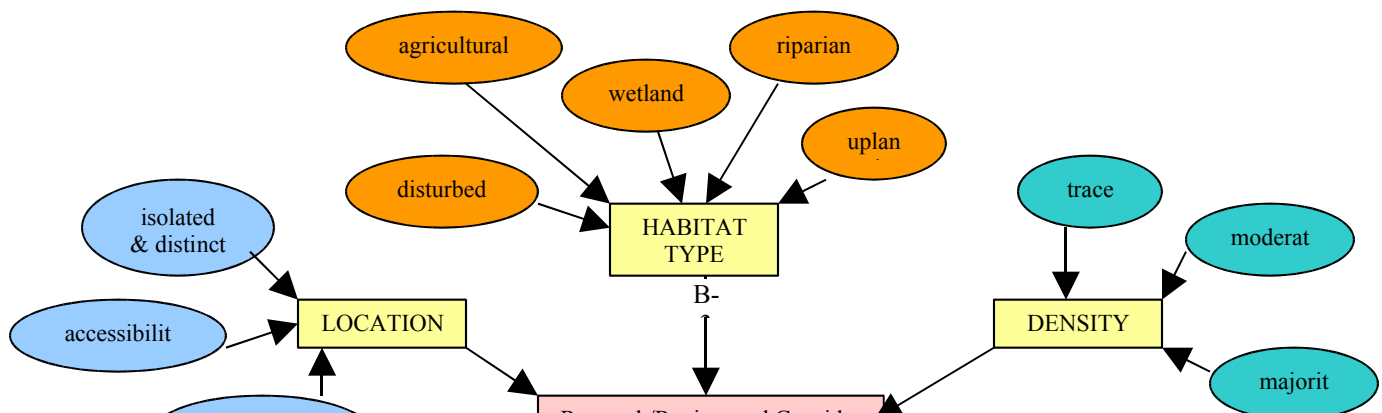 agricultural
riparian
wetland
uplan
disturbed
trace
isolated
& distinct
HABITAT
TYPE
moderat
B-
accessibilit
LOCATION
DENSITY
majorit